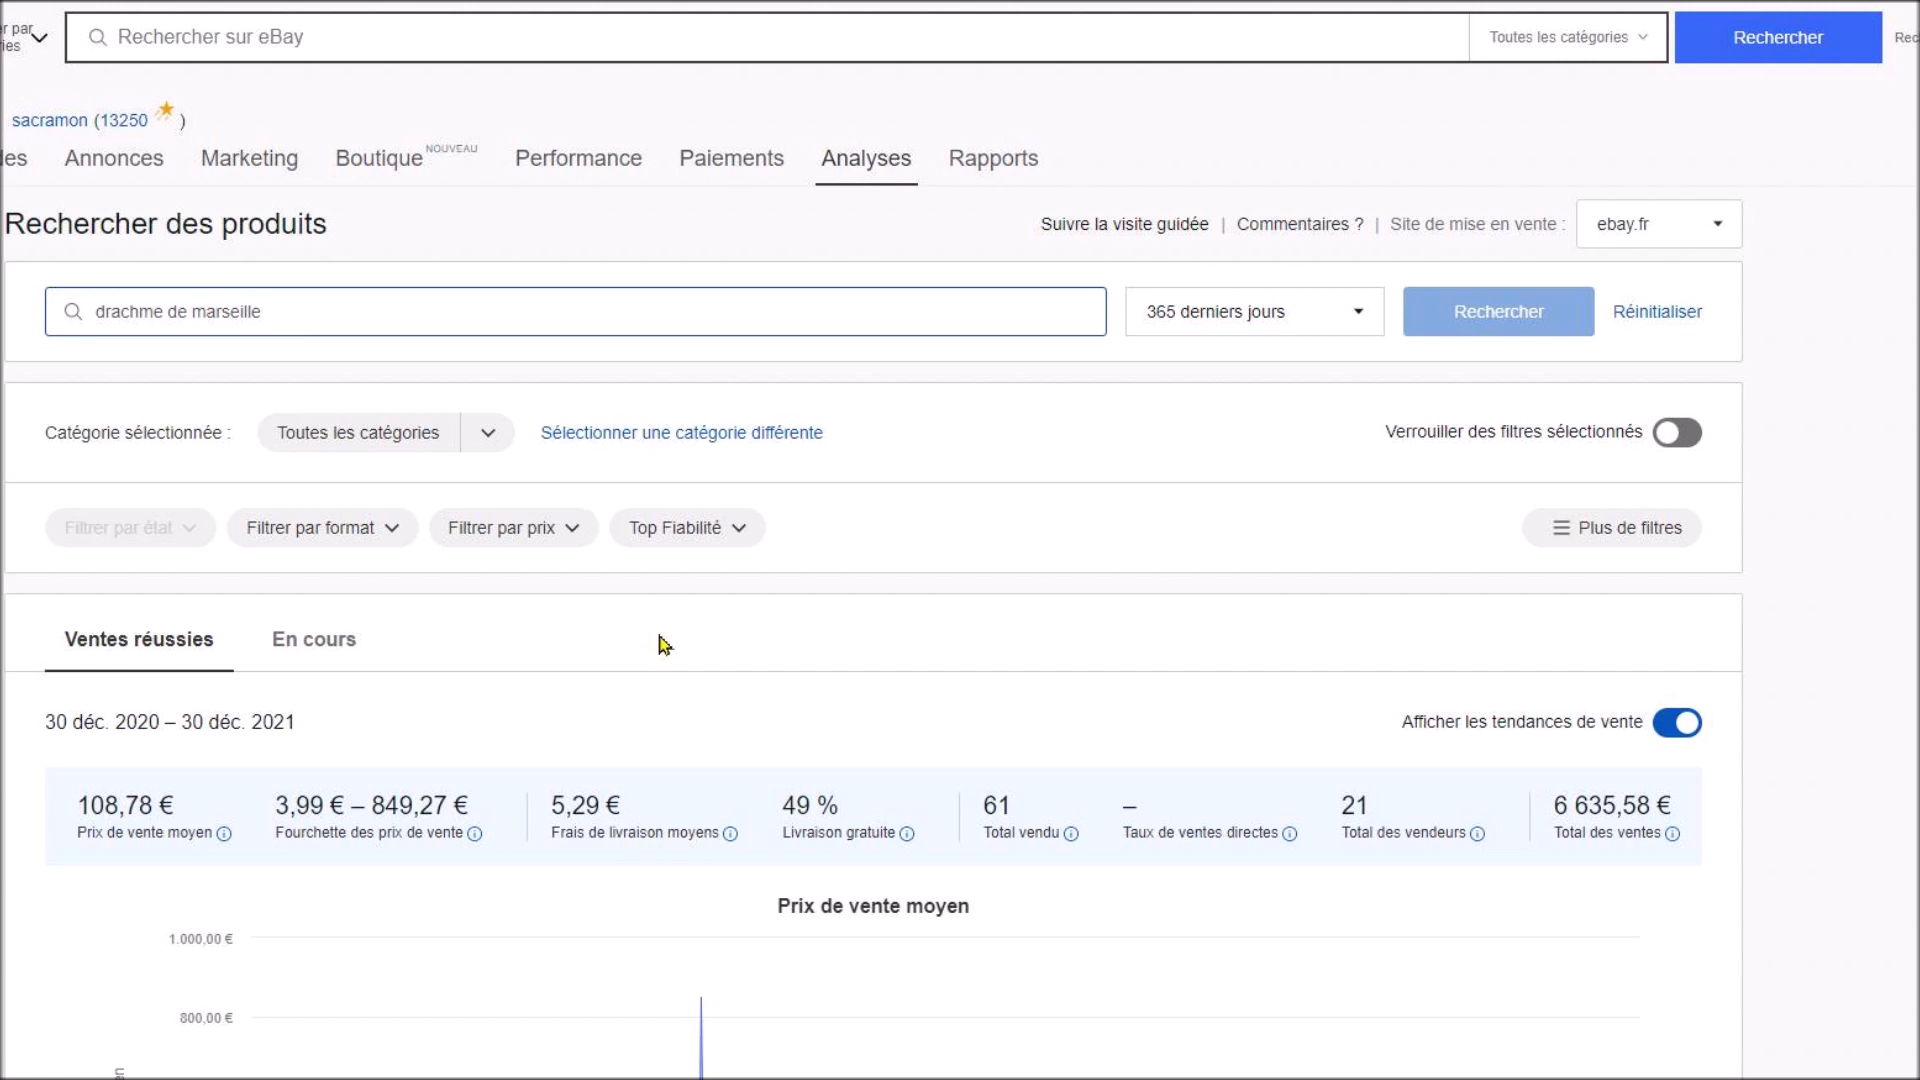 Rechercher sur eBay
Toutes les catégories
Rechercher
sacramon (13250 )
Annonces
Marketing
Boutique NOUVEAU
Performance
Paiements
Analyses
Rapports
Rechercher des produits
Suivre la visite guidée | Commentaires ? | Site de mise en vente :
ebay.fr
drachme de marseille
365 derniers jours
Rechercher
Réinitialiser
Catégorie sélectionnée :
Toutes les catégories
Sélectionner une catégorie différente
Verrouiller des filtres sélectionnés
Filtrer par état
Filtrer par format
Filtrer par prix
Top Fiabilité
Plus de filtres
Ventes réussies
En cours
30 déc. 2020 – 30 déc. 2021
Afficher les tendances de vente
108,78 €
Prix de vente moyen
3,99 € – 849,27 €
Fourchette des prix de vente
5,29 €
Frais de livraison moyens
49 %
Livraison gratuite
61
Total vendu
–
Taux de ventes directes
21
Total des vendeurs
6 635,58 €
Total des ventes
Prix de vente moyen
1.000,00 €
800,00 €